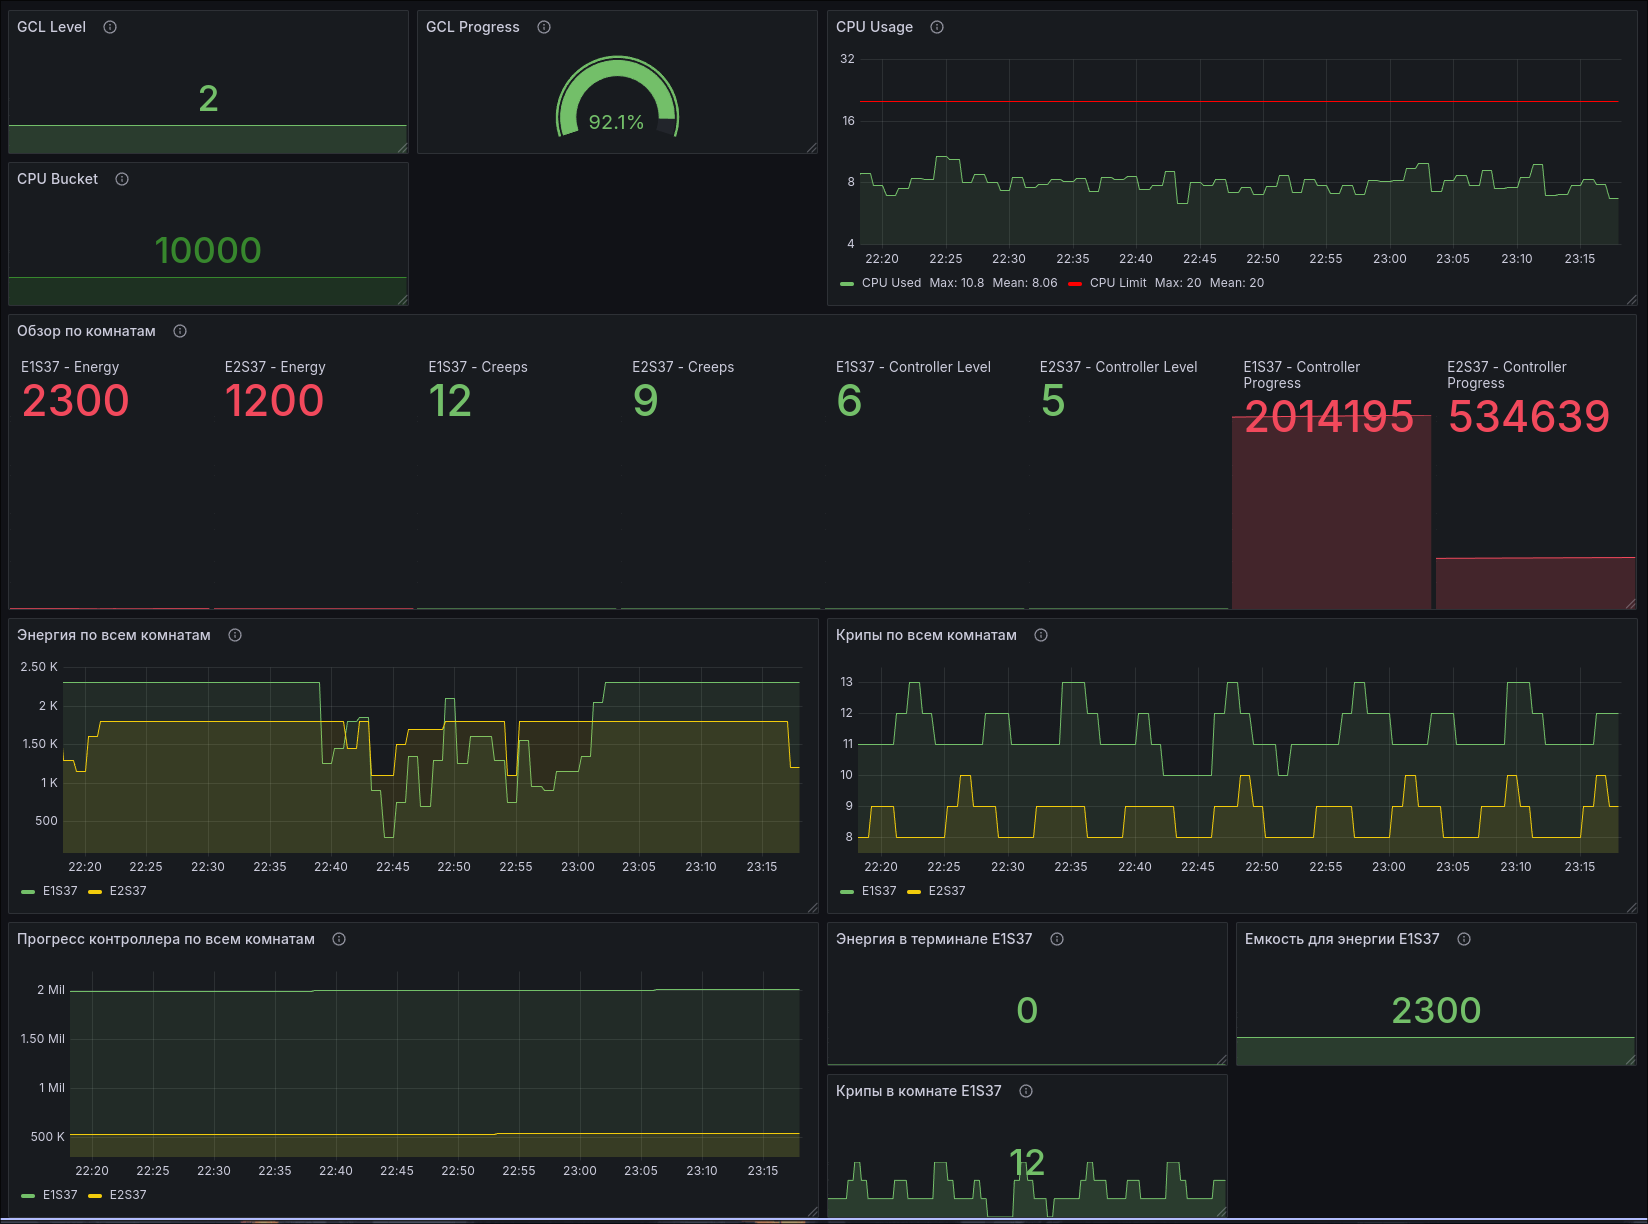 GCL Level
2
GCL Progress
92.1%
CPU Usage
32
16
8
4
22:20 22:25 22:30 22:35 22:40 22:45 22:50 22:55 23:00 23:05 23:10 23:15
CPU Used Max: 10.8 Mean: 8.06 CPU Limit Max: 20 Mean: 20
CPU Bucket
10000
Обзор по комнатам
E1S37 - Energy
2300
E2S37 - Energy
1200
E1S37 - Creeps
12
E2S37 - Creeps
9
E1S37 - Controller Level
6
E2S37 - Controller Level
5
E1S37 - Controller
Progress
2014195
E2S37 - Controller
Progress
534639
Энергия по всем комнатам
2.50 K
2 K
1.50 K
1 K
500
22:20 22:25 22:30 22:35 22:40 22:45 22:50 22:55 23:00 23:05 23:10 23:15
E1S37 E2S37
Крипы по всем комнатам
13
12
11
10
9
8
22:20 22:25 22:30 22:35 22:40 22:45 22:50 22:55 23:00 23:05 23:10 23:15
E1S37 E2S37
Прогресс контроллера по всем комнатам
2 Mil
1.50 Mil
1 Mil
500 K
22:20 22:25 22:30 22:35 22:40 22:45 22:50 22:55 23:00 23:05 23:10 23:15
E1S37 E2S37
Энергия в терминале E1S37
0
Емкость для энергии E1S37
2300
Крипы в комнате E1S37
12